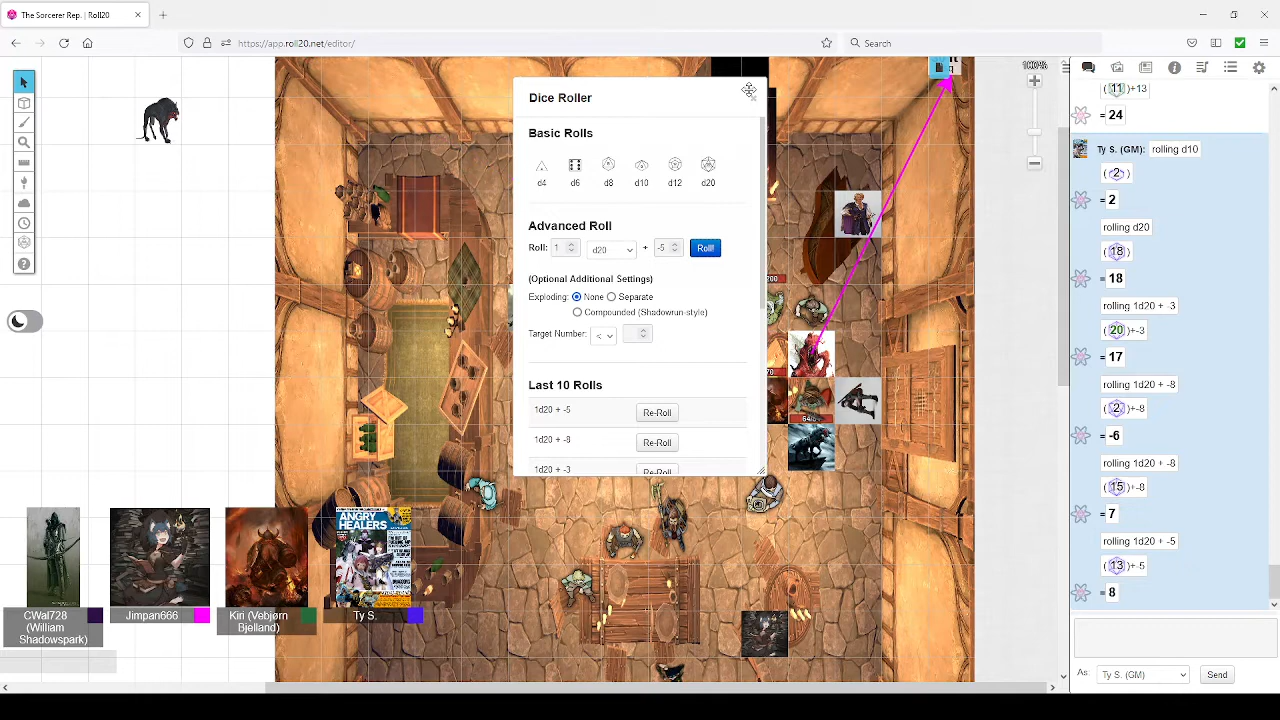 The Sorcerer Rep. | Roll20
https://app.roll20.net/editor/
Search
100%
Dice Roller
Basic Rolls
d4 d6 d8 d10 d12 d20
Advanced Roll
Roll: 1 d20 + -5 Roll!
(Optional Additional Settings)
Exploding: None Separate
Compounded (Shadowrun-style)
Target Number: <
Last 10 Rolls
1d20 + -5 Re-Roll
1d20 + -8 Re-Roll
1d20 + -3 Re-Roll
ANGRY
HEALERS
CWal728
(William
Shadowspark)
Jimpan666
Kiri (Vebjørn
Bjelland)
Ty S.
(11)+13
= 24
Ty S. (GM): rolling d10
(2)
= 2
rolling d20
(18)
= 18
rolling 1d20 + -3
(20)+-3
= 17
rolling 1d20 + -8
(2)+-8
= -6
rolling 1d20 + -8
(15)+-8
= 7
rolling 1d20 + -5
(13)+-5
= 8
As: Ty S. (GM) Send